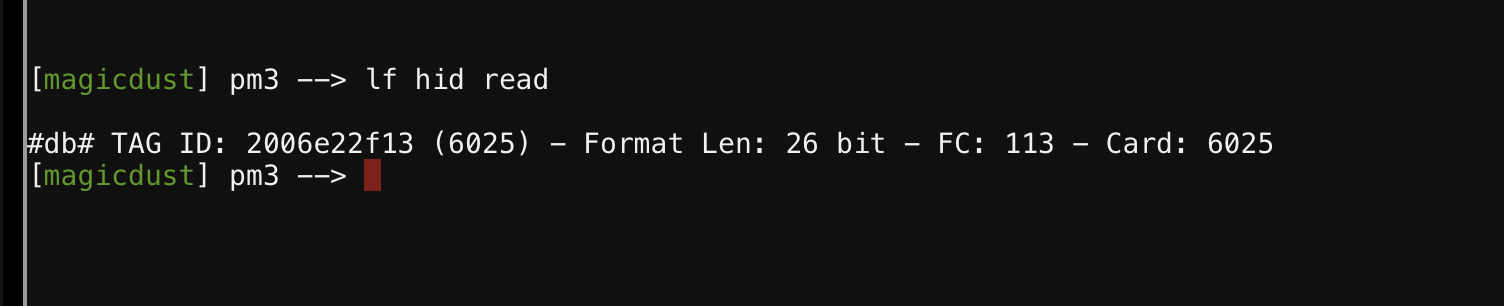 [magicdust] pm3 --> lf hid read
#db# TAG ID: 2006e22f13 (6025) - Format Len: 26 bit - FC: 113 - Card: 6025
[magicdust] pm3 -->